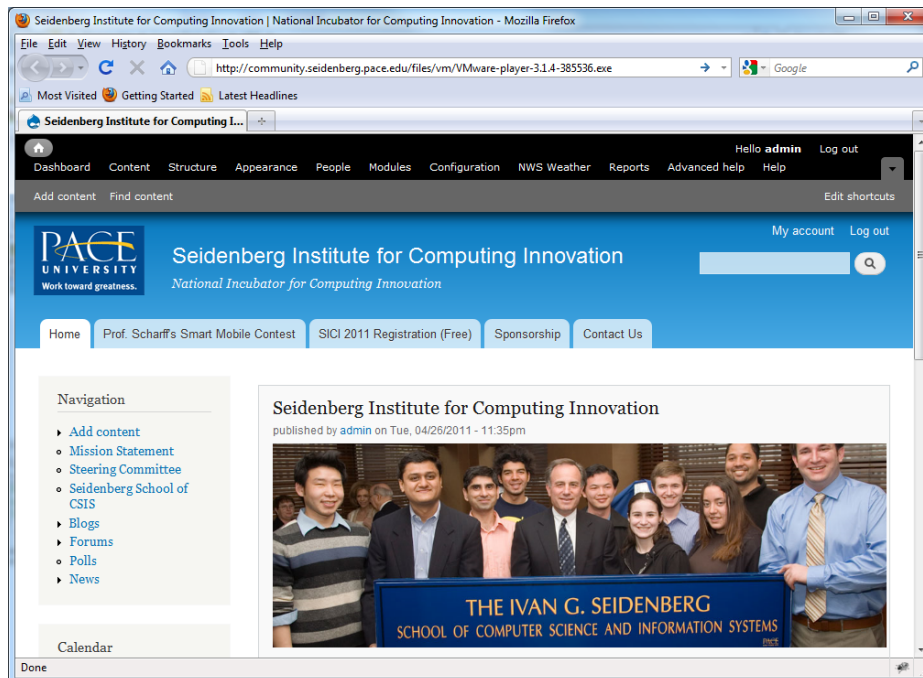 Seidenberg Institute for Computing Innovation | National Incubator for Computing Innovation - Mozilla Firefox
File Edit View History Bookmarks Tools Help
http://community.seidenberg.pace.edu/files/vm/VMware-player-3.1.4-385536.exe
Google
Most Visited Getting Started Latest Headlines
Seidenberg Institute for Computing I...
Hello admin Log out
Dashboard Content Structure Appearance People Modules Configuration NWS Weather Reports Advanced help Help
Add content Find content Edit shortcuts
My account Log out
PACE
UNIVERSITY
Work toward greatness.
Seidenberg Institute for Computing Innovation
National Incubator for Computing Innovation
Home Prof. Scharff's Smart Mobile Contest SICI 2011 Registration (Free) Sponsorship Contact Us
Navigation
Add content
Mission Statement
Steering Committee
Seidenberg School of
CSIS
Blogs
Forums
Polls
News
Calendar
Seidenberg Institute for Computing Innovation
published by admin on Tue, 04/26/2011 - 11:35pm
THE IVAN G. SEIDENBERG
SCHOOL OF COMPUTER SCIENCE AND INFORMATION SYSTEMS
Done